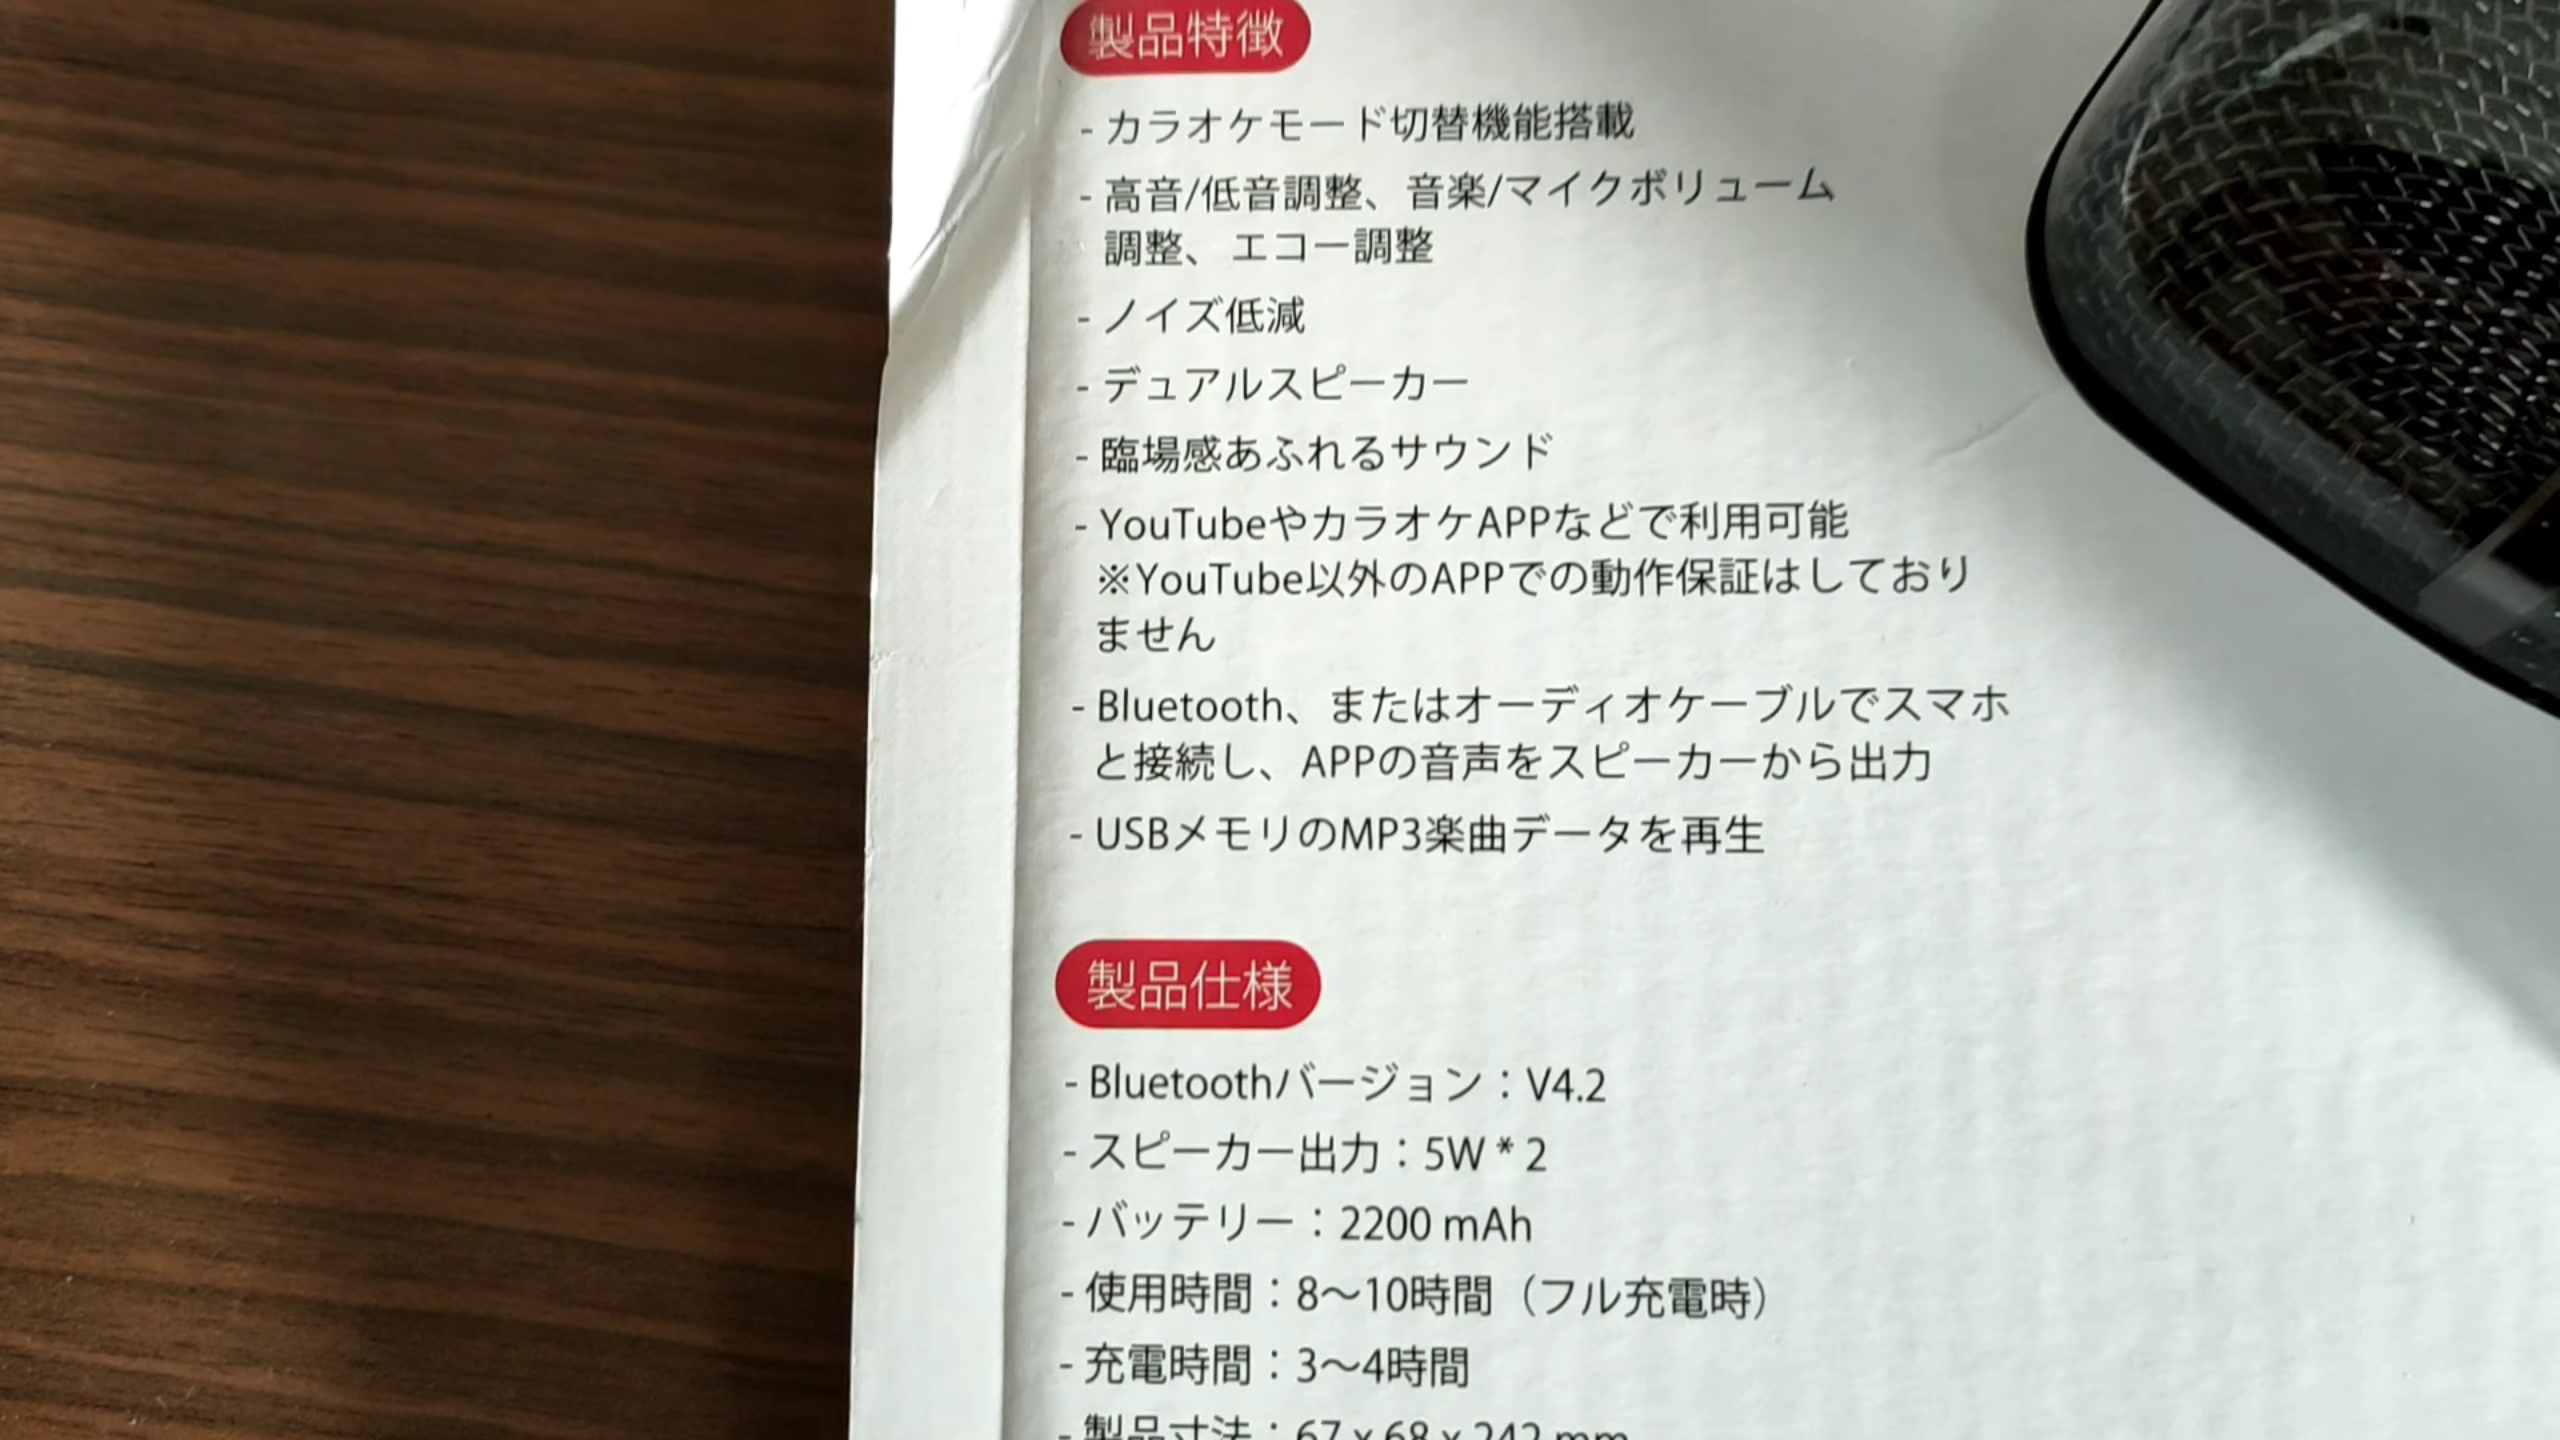 製品特徴
- カラオケモード切替機能搭載
- 高音/低音調整、音楽/マイクボリューム
調整、エコー調整
- ノイズ低減
- デュアルスピーカー
- 臨場感あふれるサウンド
- YouTubeやカラオケAPPなどで利用可能
※YouTube以外のAPPでの動作保証はしており
ません
- Bluetooth、またはオーディオケーブルでスマホ
と接続し、APPの音声をスピーカーから出力
- USBメモリのMP3楽曲データを再生
製品仕様
- Bluetoothバージョン：V4.2
- スピーカー出力：5W * 2
- バッテリー：2200 mAh
- 使用時間：8〜10時間（フル充電時）
- 充電時間：3〜4時間
- 製品寸法：67 x 68 x 242 mm